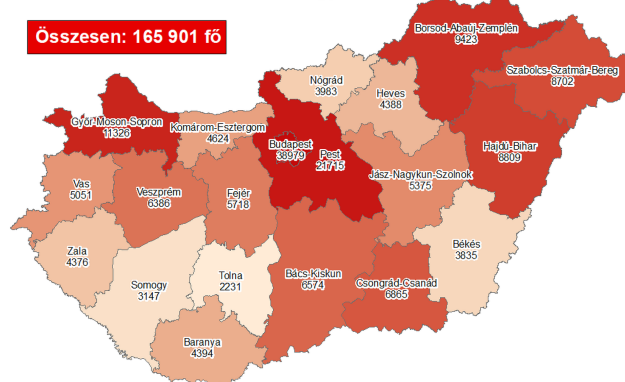 Összesen: 165 901 fő
Borsod-Abaúj-Zemplén
9423
Szabolcs-Szatmár-Bereg
8702
Nógrád
3983
Heves
4388
Győr-Moson-Sopron
11326
Komárom-Esztergom
4624
Budapest
38979
Pest
21715
Hajdú-Bihar
8809
Jász-Nagykun-Szolnok
5375
Vas
5051
Veszprém
6386
Fejér
5718
Zala
4376
Somogy
3147
Tolna
2231
Bács-Kiskun
6574
Csongrád-Csanád
6865
Békés
3835
Baranya
4394